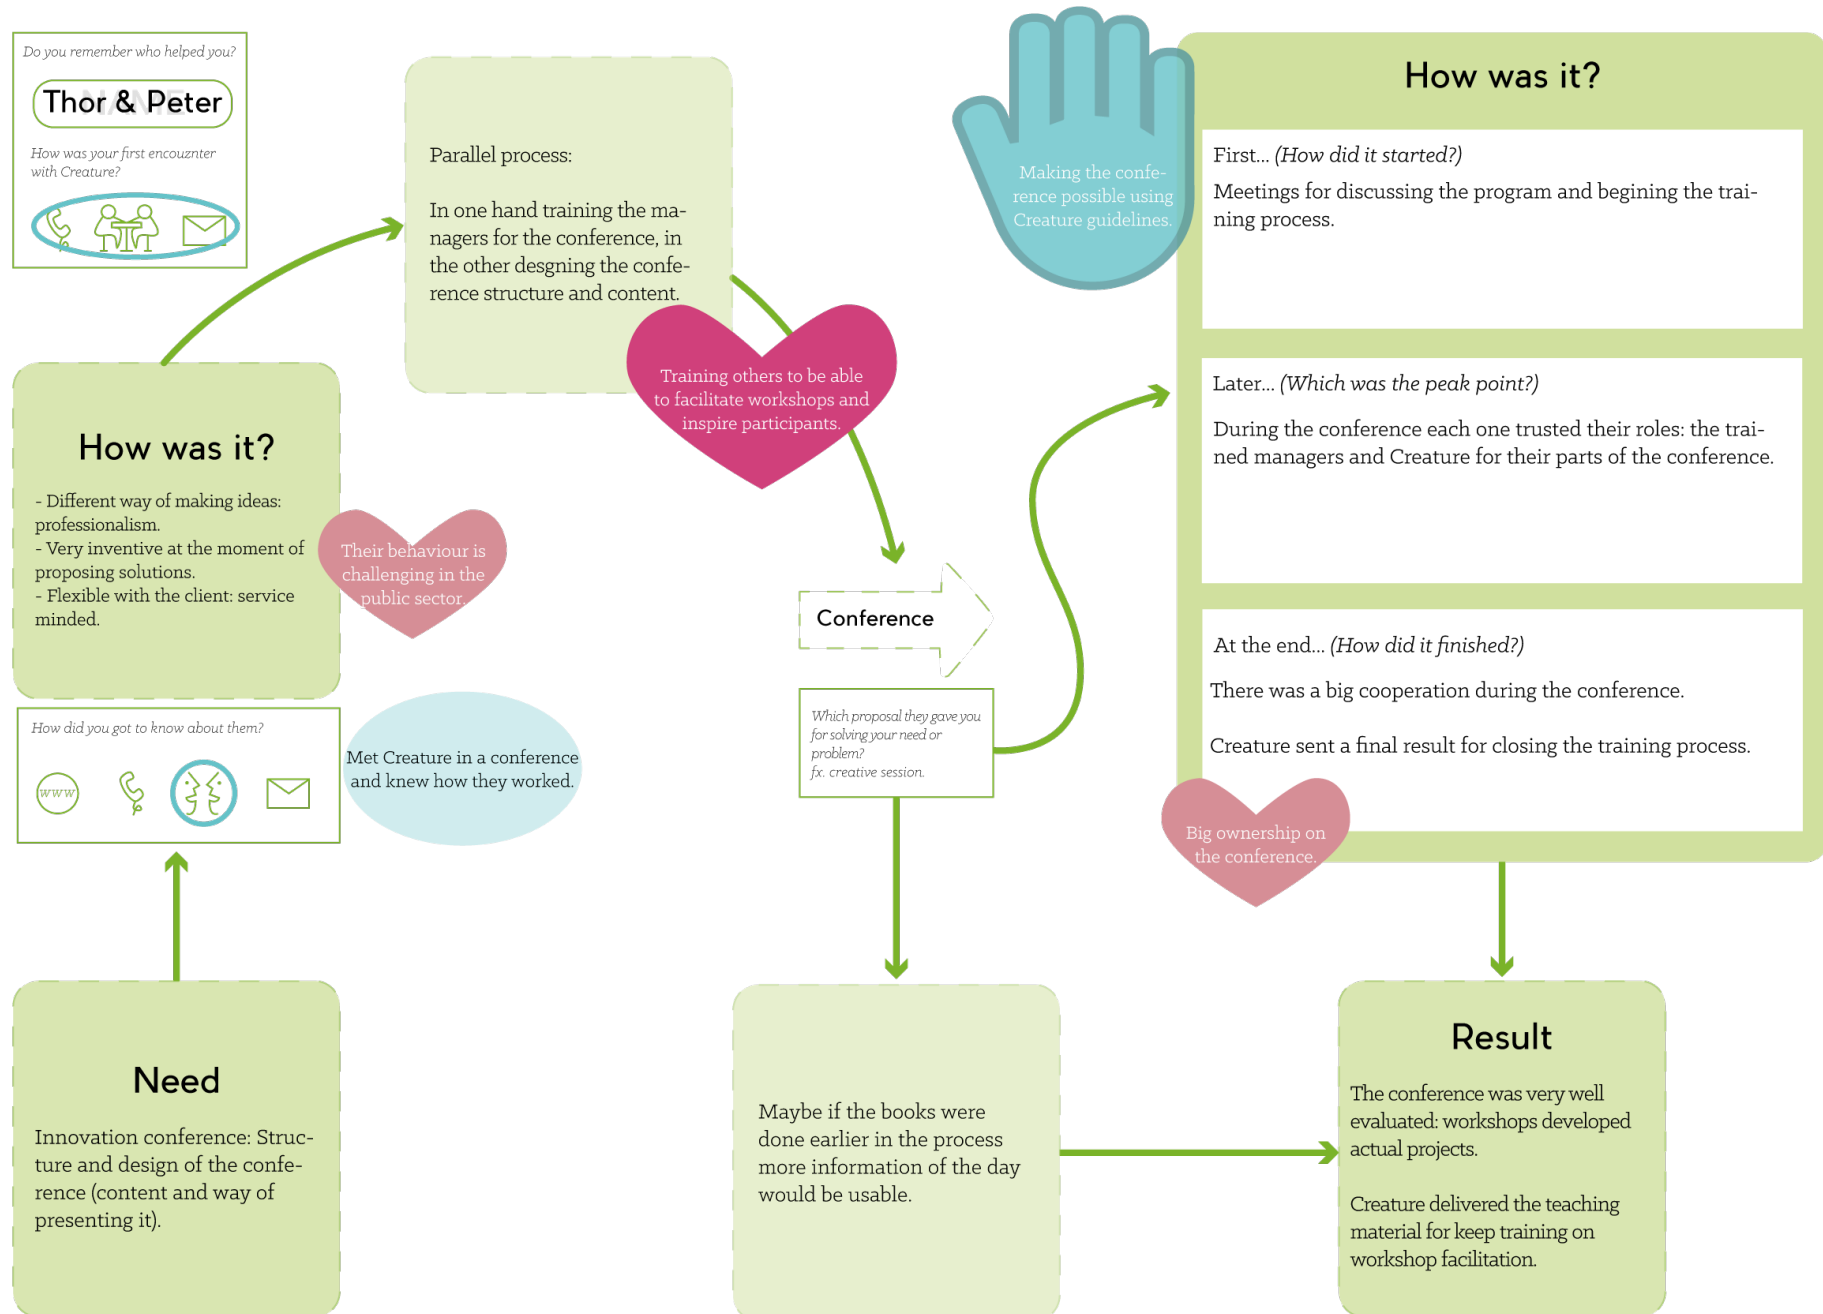 Do you remember who helped you?
NAME
Thor & Peter
How was your first encouznter
with Creature?
How was it?
- Different way of making ideas:
professionalism.
- Very inventive at the moment of
proposing solutions.
- Flexible with the client: service
minded.
Their behaviour is
challenging in the
public sector.
How did you got to know about them?
www
Met Creature in a conference
and knew how they worked.
Need
Innovation conference: Struc-
ture and design of the confe-
rence (content and way of
presenting it).
Parallel process:
In one hand training the ma-
nagers for the conference, in
the other desgning the confe-
rence structure and content.
Training others to be able
to facilitate workshops and
inspire participants.
Conference
Which proposal they gave you
for solving your need or
problem?
fx. creative session.
Maybe if the books were
done earlier in the process
more information of the day
would be usable.
Making the confe-
rence possible using
Creature guidelines.
How was it?
First... (How did it started?)
Meetings for discussing the program and begining the trai-
ning process.
Later... (Which was the peak point?)
During the conference each one trusted their roles: the trai-
ned managers and Creature for their parts of the conference.
At the end... (How did it finished?)
There was a big cooperation during the conference.
Creature sent a final result for closing the training process.
Big ownership on
the conference.
Result
The conference was very well
evaluated: workshops developed
actual projects.
Creature delivered the teaching
material for keep training on
workshop facilitation.